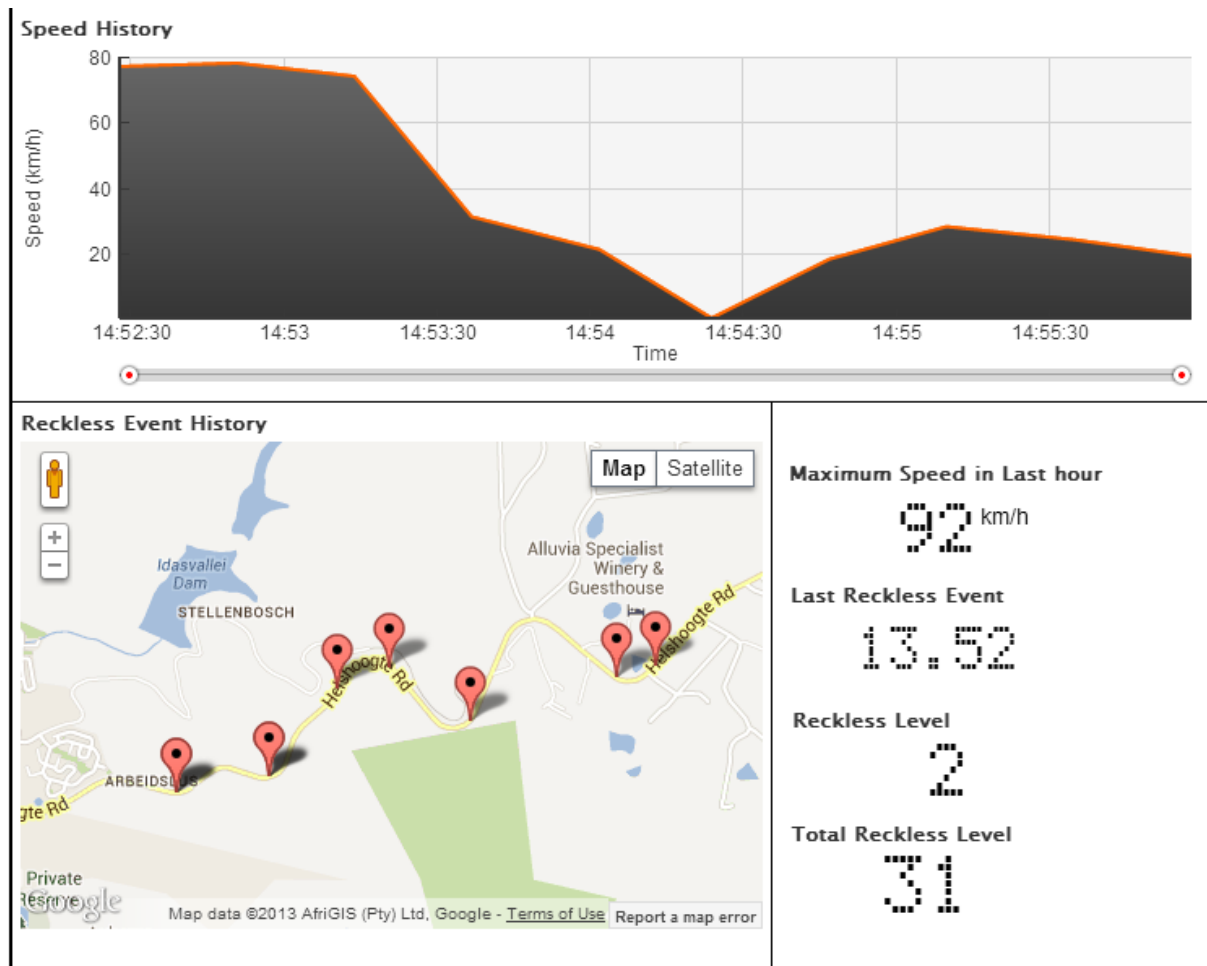 Speed History
80
60
40
20
Speed (km/h)
14:52:30 14:53 14:53:30 14:54 14:54:30 14:55 14:55:30
Time
Reckless Event History
Map Satellite
Idasvallei
Dam
STELLENBOSCH
Alluvia Specialist
Winery &
Guesthouse
Helshoogte Rd
Helshoogte Rd
ARBEIDSLUS
gte Rd
Private
Reserve
Google
Map data ©2013 AfriGIS (Pty) Ltd, Google - Terms of Use
Report a map error
Maximum Speed in Last hour
92 km/h
Last Reckless Event
13.52
Reckless Level
2
Total Reckless Level
31